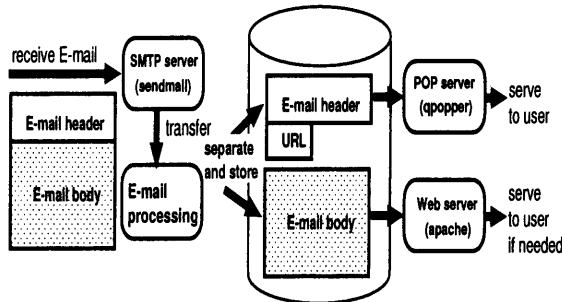 receive E-mail
SMTP server
(sendmall)
E-mail header
E-mail body
transfer
E-mail
processing
separate
and store
E-mail header
URL
E-mail body
POP server
(qpopper)
serve
to user
Web server
(apache)
serve
to user
if needed